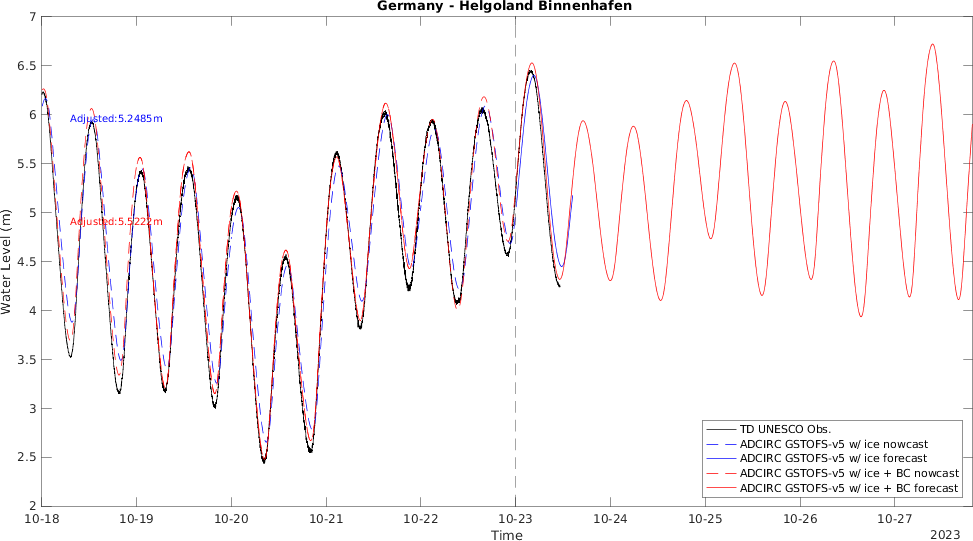 Germany - Helgoland Binnenhafen
7
6.5
6
5.5
5
4.5
4
3.5
3
2.5
2
Water Level (m)
Adjusted:5.2485m
Adjusted:5.5222m
TD UNESCO Obs.
ADCIRC GSTOFS-v5 w/ ice nowcast
ADCIRC GSTOFS-v5 w/ ice forecast
ADCIRC GSTOFS-v5 w/ ice + BC nowcast
ADCIRC GSTOFS-v5 w/ ice + BC forecast
10-18 10-19 10-20 10-21 10-22 10-23 10-24 10-25 10-26 10-27
Time
2023